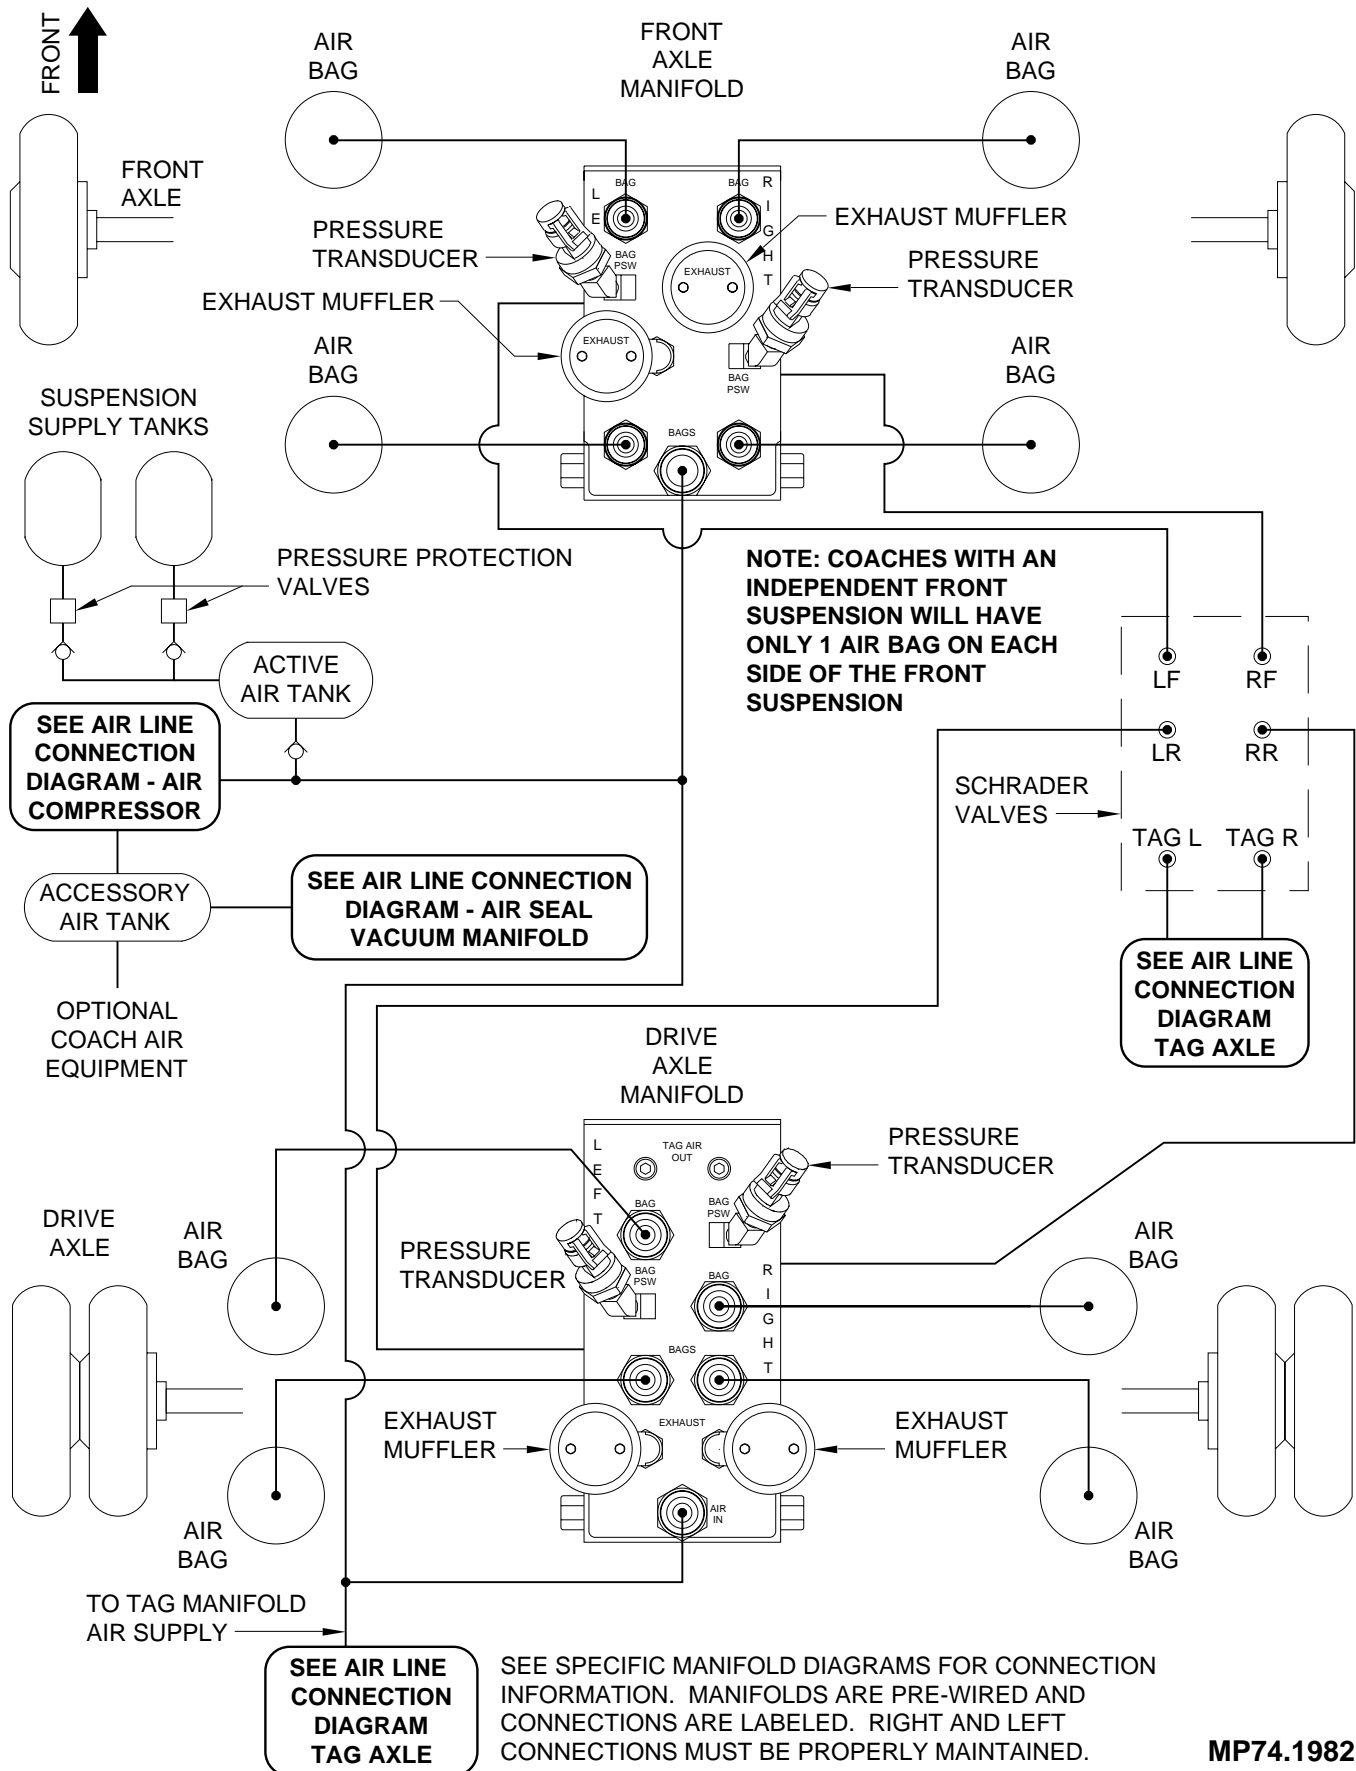 FRONT
AIR
BAG
FRONT
AXLE
MANIFOLD
AIR
BAG
FRONT
AXLE
BAG
BAG
L
E
R
I
G
H
T
EXHAUST MUFFLER
PRESSURE
TRANSDUCER
BAG
PSW
EXHAUST
PRESSURE
TRANSDUCER
EXHAUST MUFFLER
EXHAUST
AIR
BAG
BAG
PSW
AIR
BAG
SUSPENSION
SUPPLY TANKS
BAGS
PRESSURE PROTECTION
VALVES
NOTE: COACHES WITH AN
INDEPENDENT FRONT
SUSPENSION WILL HAVE
ONLY 1 AIR BAG ON EACH
SIDE OF THE FRONT
SUSPENSION
ACTIVE
AIR TANK
LF
RF
LR
RR
SEE AIR LINE
CONNECTION
DIAGRAM - AIR
COMPRESSOR
SCHRADER
VALVES
TAG L
TAG R
ACCESSORY
AIR TANK
SEE AIR LINE CONNECTION
DIAGRAM - AIR SEAL
VACUUM MANIFOLD
SEE AIR LINE
CONNECTION
DIAGRAM
TAG AXLE
OPTIONAL
COACH AIR
EQUIPMENT
DRIVE
AXLE
MANIFOLD
L
E
F
T
TAG AIR
OUT
PRESSURE
TRANSDUCER
BAG
BAG
PSW
DRIVE
AXLE
AIR
BAG
PRESSURE
TRANSDUCER
BAG
PSW
BAG
R
I
G
H
T
AIR
BAG
BAGS
EXHAUST
MUFFLER
EXHAUST
EXHAUST
MUFFLER
AIR
IN
AIR
BAG
AIR
BAG
TO TAG MANIFOLD
AIR SUPPLY
SEE AIR LINE
CONNECTION
DIAGRAM
TAG AXLE
SEE SPECIFIC MANIFOLD DIAGRAMS FOR CONNECTION
INFORMATION. MANIFOLDS ARE PRE-WIRED AND
CONNECTIONS ARE LABELED. RIGHT AND LEFT
CONNECTIONS MUST BE PROPERLY MAINTAINED.
MP74.1982